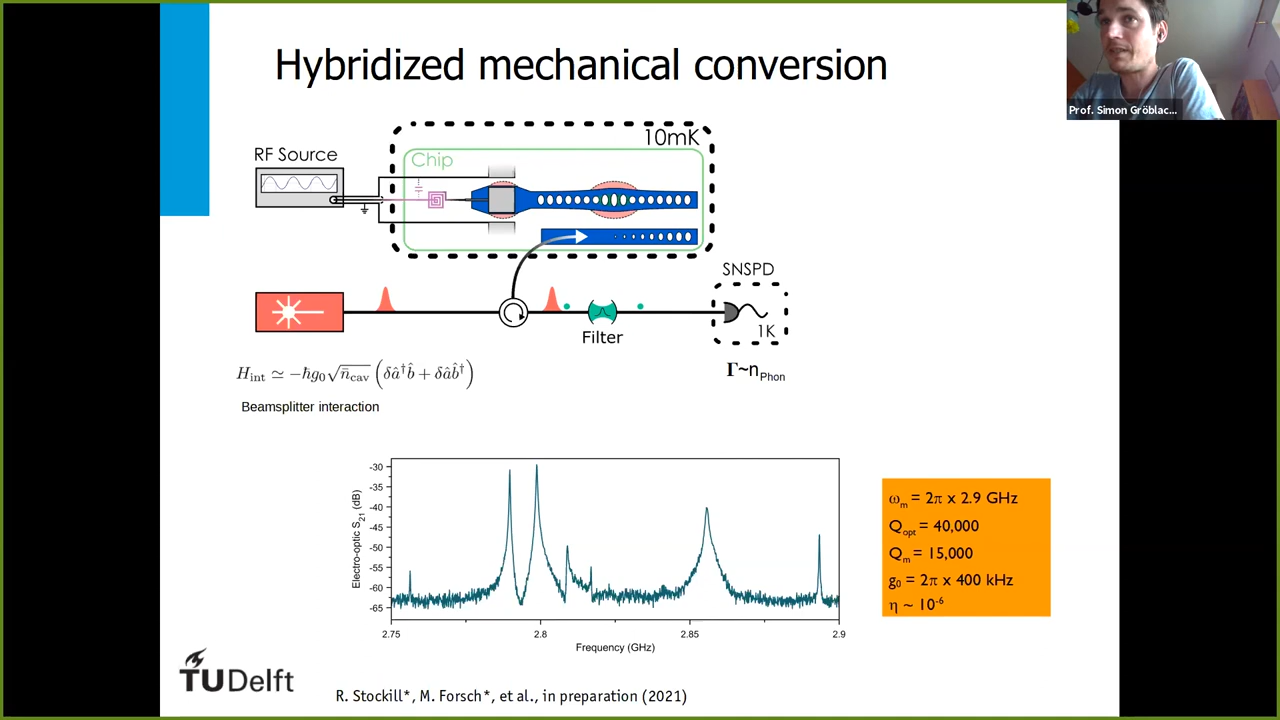 Hybridized mechanical conversion
Prof. Simon Gröblac...
10mK
RF Source
Chip
SNSPD
Filter
1K
H_int ≃ −ħg₀√n̄_cav (δâ†b̂ + δâb̂†)
Γ~n_Phon
Beamsplitter interaction
Electro-optic S₂₁ (dB)
-30
-35
-40
-45
-50
-55
-60
-65
2.75
2.8
2.85
2.9
Frequency (GHz)
ω_m = 2π x 2.9 GHz
Q_opt = 40,000
Q_m = 15,000
g₀ = 2π x 400 kHz
η ~ 10⁻⁶
TUDelft
R. Stockill*, M. Forsch*, et al., in preparation (2021)